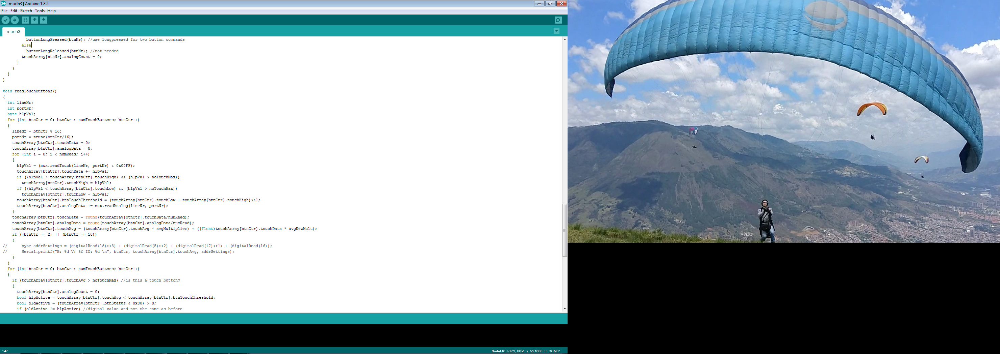 muxIn3 | Arduino 1.8.5
File Edit Sketch Tools Help
muxIn3
buttonLongPressed(btnNr); //use longpressed for two button commands
else
buttonLongReleased(btnNr); //not needed
touchArray[btnNr].analogCount = 0;
}
}
}
}
void readTouchButtons()
{
int lineNr;
int portNr;
byte hlpVal;
for (int btnCtr = 0; btnCtr < numTouchButtons; btnCtr++)
{
lineNr = btnCtr % 16;
portNr = trunc(btnCtr/16);
touchArray[btnCtr].touchData = 0;
touchArray[btnCtr].analogData = 0;
for (int i = 0; i < numRead; i++)
{
hlpVal = (mux.readTouch(lineNr, portNr) & 0x00FF);
touchArray[btnCtr].touchData += hlpVal;
if ((hlpVal > touchArray[btnCtr].touchHigh) && (hlpVal > noTouchMax))
touchArray[btnCtr].touchHigh = hlpVal;
if ((hlpVal < touchArray[btnCtr].touchLow) && (hlpVal > noTouchMax))
touchArray[btnCtr].touchLow = hlpVal;
touchArray[btnCtr].btnTouchThreshold = (touchArray[btnCtr].touchLow + touchArray[btnCtr].touchHigh)>>1;
touchArray[btnCtr].analogData += mux.readAnalog(lineNr, portNr);
}
touchArray[btnCtr].touchData = round(touchArray[btnCtr].touchData/numRead);
touchArray[btnCtr].analogData = round(touchArray[btnCtr].analogData/numRead);
touchArray[btnCtr].touchAvg = (touchArray[btnCtr].touchAvg * avgMultiplier) + ((float)touchArray[btnCtr].touchData * avgNewMult);
if ((btnCtr == 2) || (btnCtr == 10))
{
// byte addrSettings = (digitalRead(18)<<3) + (digitalRead(5)<<2) + (digitalRead(17)<<1) + (digitalRead(16));
// Serial.printf("B: %d V: %f IO: %d \n", btnCtr, touchArray[btnCtr].touchAvg, addrSettings);
}
}
for (int btnCtr = 0; btnCtr < numTouchButtons; btnCtr++)
{
if (touchArray[btnCtr].touchAvg > noTouchMax) //is this a touch button?
{
touchArray[btnCtr].analogCount = 0;
bool hlpActive = touchArray[btnCtr].touchAvg < touchArray[btnCtr].btnTouchThreshold;
bool oldActive = (touchArray[btnCtr].btnStatus & 0x80) > 0;
if (oldActive != hlpActive) //digital value and not the same as before
147
NodeMCU-32S, 80MHz, 921600 on COM31